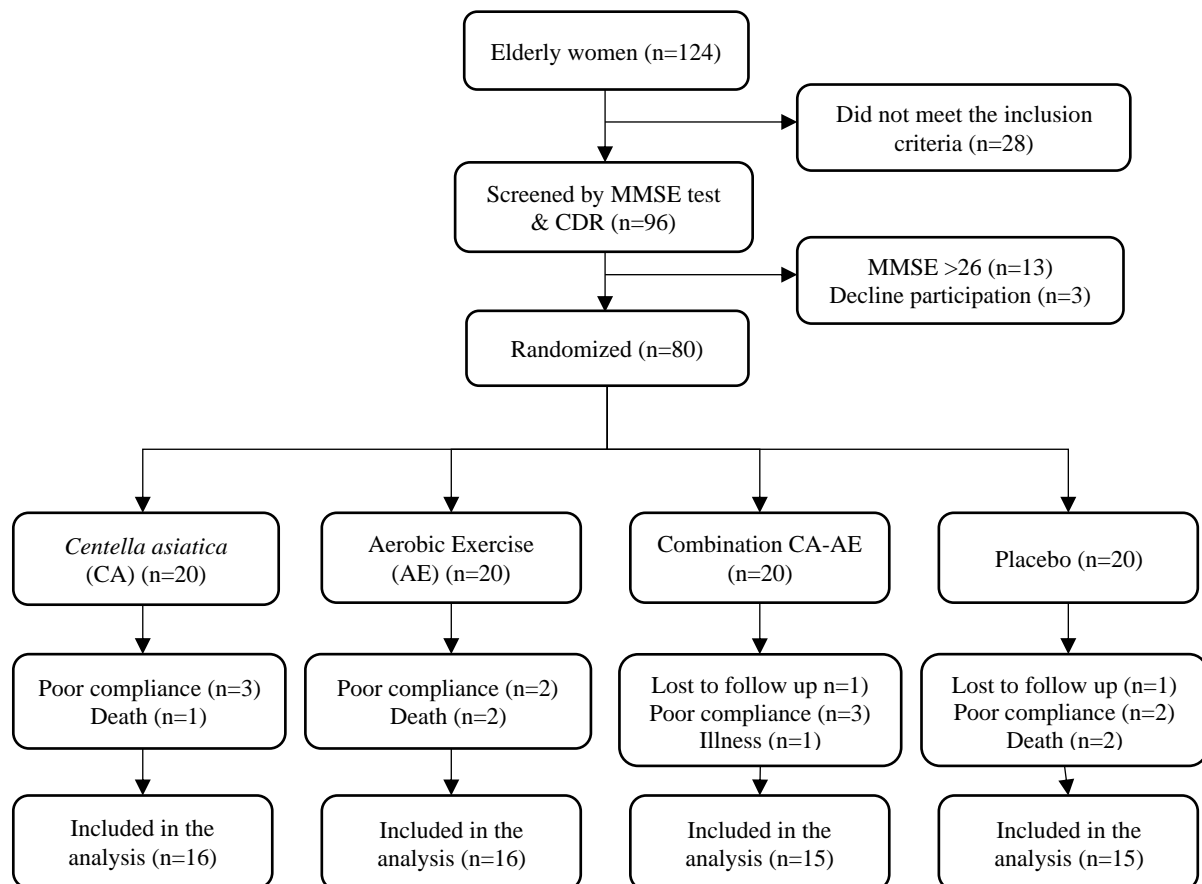 Elderly women (n=124)
Did not meet the inclusion
criteria (n=28)
Screened by MMSE test
& CDR (n=96)
MMSE >26 (n=13)
Decline participation (n=3)
Randomized (n=80)
Centella asiatica
(CA) (n=20)
Aerobic Exercise
(AE) (n=20)
Combination CA-AE
(n=20)
Placebo (n=20)
Poor compliance (n=3)
Death (n=1)
Poor compliance (n=2)
Death (n=2)
Lost to follow up n=1)
Poor compliance (n=3)
Illness (n=1)
Lost to follow up (n=1)
Poor compliance (n=2)
Death (n=2)
Included in the
analysis (n=16)
Included in the
analysis (n=16)
Included in the
analysis (n=15)
Included in the
analysis (n=15)